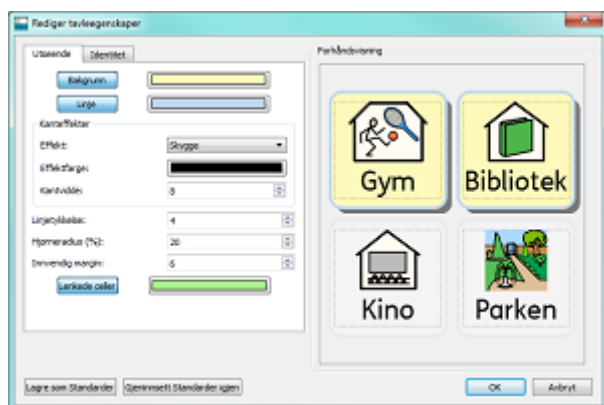 Rediger tavleegenskaper
Utseende Identitet
Bakgrunn
Linje
Kanteffekter
Effekt: Skygge
Effektfarge:
Kantvidde: 8
Linjetykkelse: 4
Hjørneradius (%): 20
Innvendig margin: 6
Lenkede celler
Forhåndsvisning
Gym Bibliotek
Kino Parken
Lagre som Standarder Gjeninnsett Standarder igjen OK Avbryt